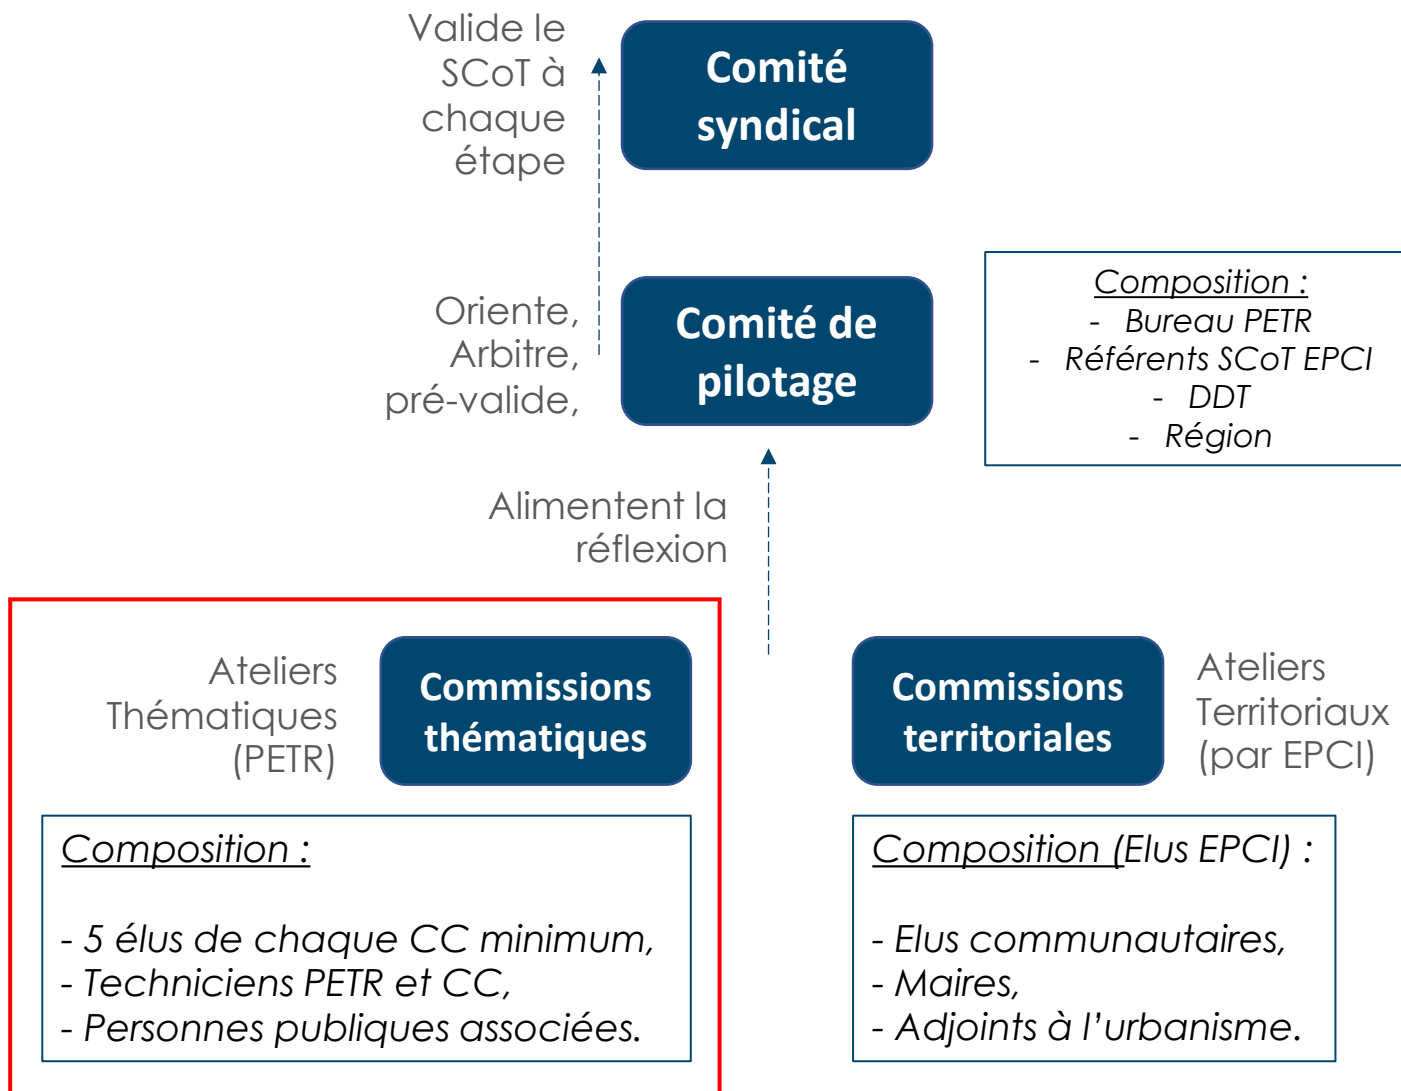 Valide le
SCoT à
chaque
étape
Comité
syndical
Oriente,
Arbitre,
pré-valide,
Comité de
pilotage
Composition :
- Bureau PETR
- Référents SCoT EPCI
- DDT
- Région
Alimentent la
réflexion
Ateliers
Thématiques
(PETR)
Commissions
thématiques
Commissions
territoriales
Ateliers
Territoriaux
(par EPCI)
Composition :
- 5 élus de chaque CC minimum,
- Techniciens PETR et CC,
- Personnes publiques associées.
Composition (Elus EPCI) :
- Elus communautaires,
- Maires,
- Adjoints à l'urbanisme.